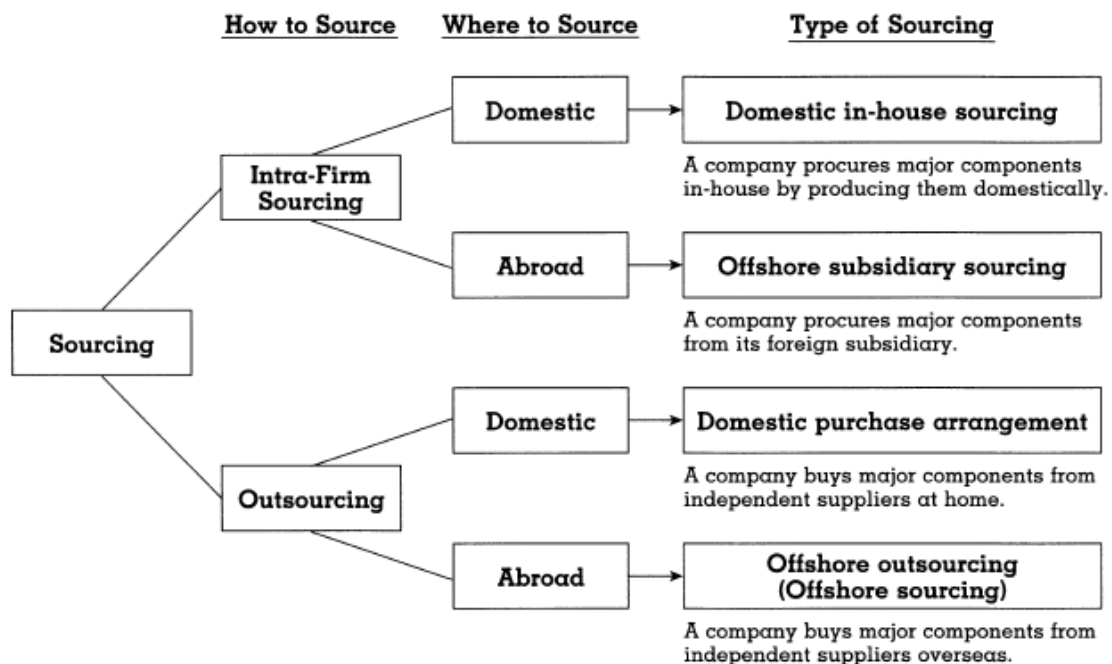 How to Source
Where to Source
Type of Sourcing
Domestic
Domestic in-house sourcing
A company procures major components
in-house by producing them domestically.
Intra-Firm
Sourcing
Abroad
Offshore subsidiary sourcing
A company procures major components
from its foreign subsidiary.
Sourcing
Domestic
Domestic purchase arrangement
A company buys major components from
independent suppliers at home.
Outsourcing
Abroad
Offshore outsourcing
(Offshore sourcing)
A company buys major components from
independent suppliers overseas.